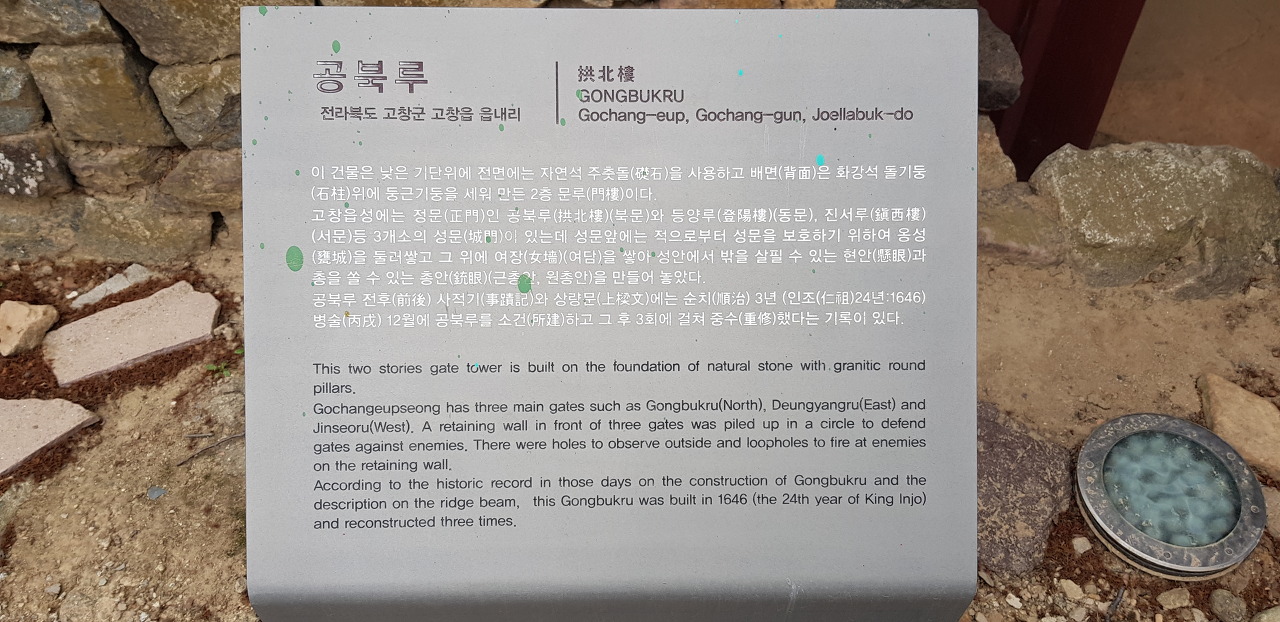 공북루
전라북도 고창군 고창읍 읍내리
拱北樓
GONGBUKRU
Gochang-eup, Gochang-gun, Joellabuk-do
이 건물은 낮은 기단위에 전면에는 자연석 주춧돌(礎石)을 사용하고 배면(背面)은 화강석 돌기둥
(石柱)위에 둥근기둥을 세워 만든 2층 문루(門樓)이다.
고창읍성에는 정문(正門)인 공북루(拱北樓)(북문)와 등양루(登陽樓)(동문), 진서루(鎭西樓)
(서문)등 3개소의 성문(城門)이 있는데 성문앞에는 적으로부터 성문을 보호하기 위하여 옹성
(甕城)을 둘러쌓고 그 위에 여장(女墻)(여담)을 쌓아 성안에서 밖을 살필 수 있는 현안(懸眼)과
총을 쏠 수 있는 총안(銃眼)(근총안, 원총안)을 만들어 놓았다.
공북루 전후(前後) 사적기(事蹟記)와 상량문(上樑文)에는 순치(順治) 3년 (인조(仁祖)24년:1646)
병술(丙戌) 12월에 공북루를 소건(所建)하고 그 후 3회에 걸쳐 중수(重修)했다는 기록이 있다.
This two stories gate tower is built on the foundation of natural stone with granitic round
pillars.
Gochangeupseong has three main gates such as Gongbukru(North), Deungyangru(East) and
Jinseoru(West). A retaining wall in front of three gates was piled up in a circle to defend
gates against enemies. There were holes to observe outside and loopholes to fire at enemies
on the retaining wall.
According to the historic record in those days on the construction of Gongbukru and the
description on the ridge beam, this Gongbukru was built in 1646 (the 24th year of King Injo)
and reconstructed three times.